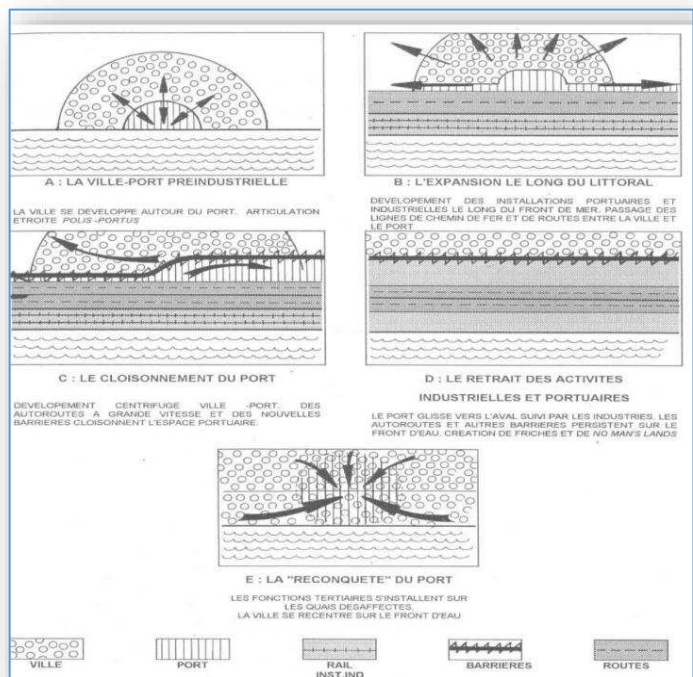 A : LA VILLE-PORT PREINDUSTRIELLE
LA VILLE SE DEVELOPPE AUTOUR DU PORT. ARTICULATION
ETROITE POLIS -PORTUS
B : L'EXPANSION LE LONG DU LITTORAL
DEVELOPEMENT DES INSTALLATIONS PORTUAIRES ET
INDUSTRIELLES LE LONG DU FRONT DE MER. PASSAGE DES
LIGNES DE CHEMIN DE FER ET DE ROUTES ENTRE LA VILLE ET
LE PORT
C : LE CLOISONNEMENT DU PORT
DEVELOPEMENT CENTRIFUGE VILLE -PORT. DES
AUTOROUTES A GRANDE VITESSE ET DES NOUVELLES
BARRIERES CLOISONNENT L'ESPACE PORTUAIRE.
D : LE RETRAIT DES ACTIVITES
INDUSTRIELLES ET PORTUAIRES
LE PORT GLISSE VERS L'AVAL SUIVI PAR LES INDUSTRIES. LES
AUTOROUTES ET AUTRES BARRIERES PERSISTENT SUR LE
FRONT D'EAU. CREATION DE FRICHES ET DE NO MAN'S LANDS
E : LA "RECONQUETE" DU PORT
LES FONCTIONS TERTIAIRES S'INSTALLENT SUR
LES QUAIS DESAFFECTES.
LA VILLE SE RECENTRE SUR LE FRONT D'EAU
VILLE
PORT
RAIL
INST.IND
BARRIERES
ROUTES